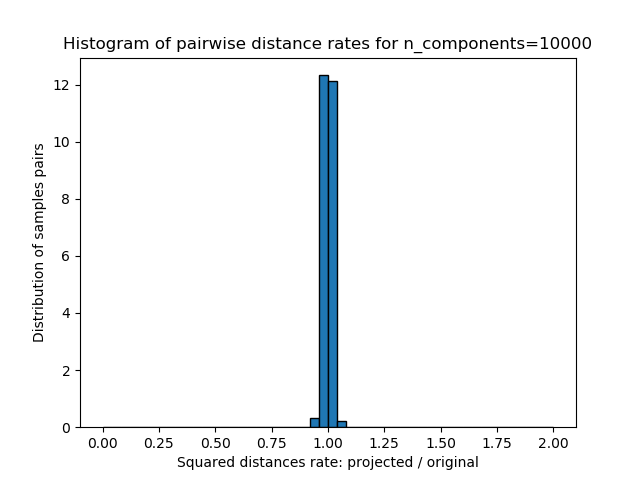 Histogram of pairwise distance rates for n_components=10000
12
10
8
6
4
2
0
Distribution of samples pairs
0.00 0.25 0.50 0.75 1.00 1.25 1.50 1.75 2.00
Squared distances rate: projected / original